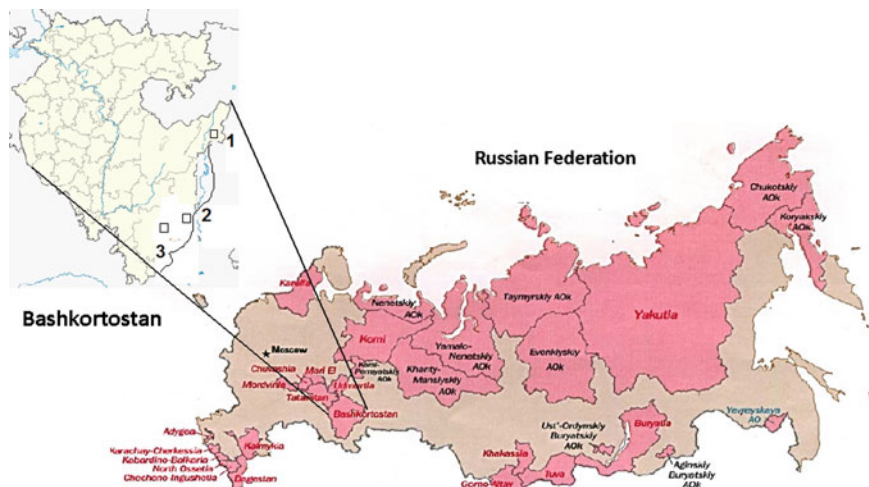 1
2
3
Bashkortostan
Russian Federation
Chukotskiy
AOk
Koryakskiy
AOk
Karelia
Nenetskiy
AOk
Taymyrskiy AOk
Yakutia
Moscow
Komi
Yamalo-
Nenetskiy
AOk
Evenkiyskiy
AOk
Chuvashia
Mari El
Komi-
Permyatskiy
AOk
Khanty-
Mansiyskiy
AOk
Mordvinia
Udmurtia
Tatarstan
Bashkortostan
Ust'-Ordynskiy
Buryatskiy
AOk
Buryatia
Yevreyskaya
AO
Adygea
Karachay-Cherkessia
Kabardino-Balkaria
North Ossetia
Checheno Ingushetia
Kalmykia
Dagestan
Khakassia
Gorno-Altay
Tuva
Aginskiy
Buryatskiy
AOk